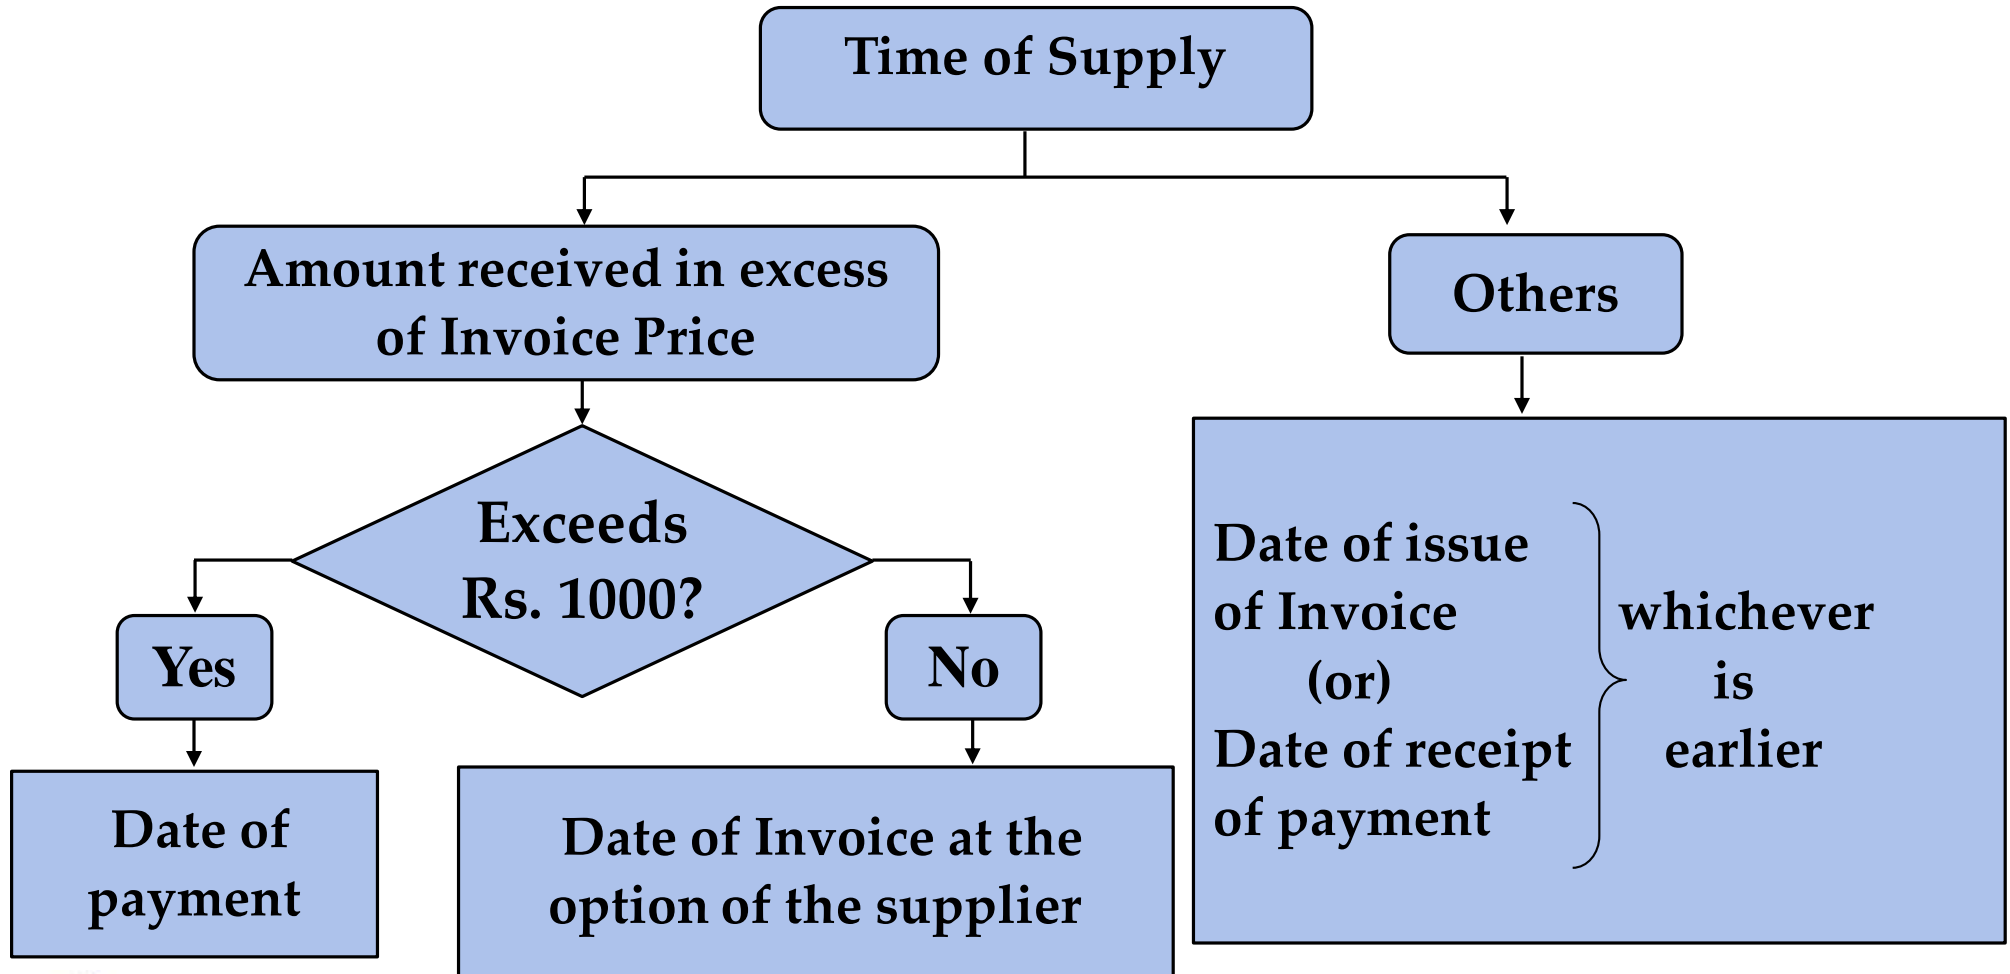 Time of Supply
Amount received in excess
of Invoice Price
Others
Exceeds
Rs. 1000?
Yes
No
Date of
payment
Date of Invoice at the
option of the supplier
Date of issue
of Invoice
(or)
Date of receipt
of payment
whichever
is
earlier